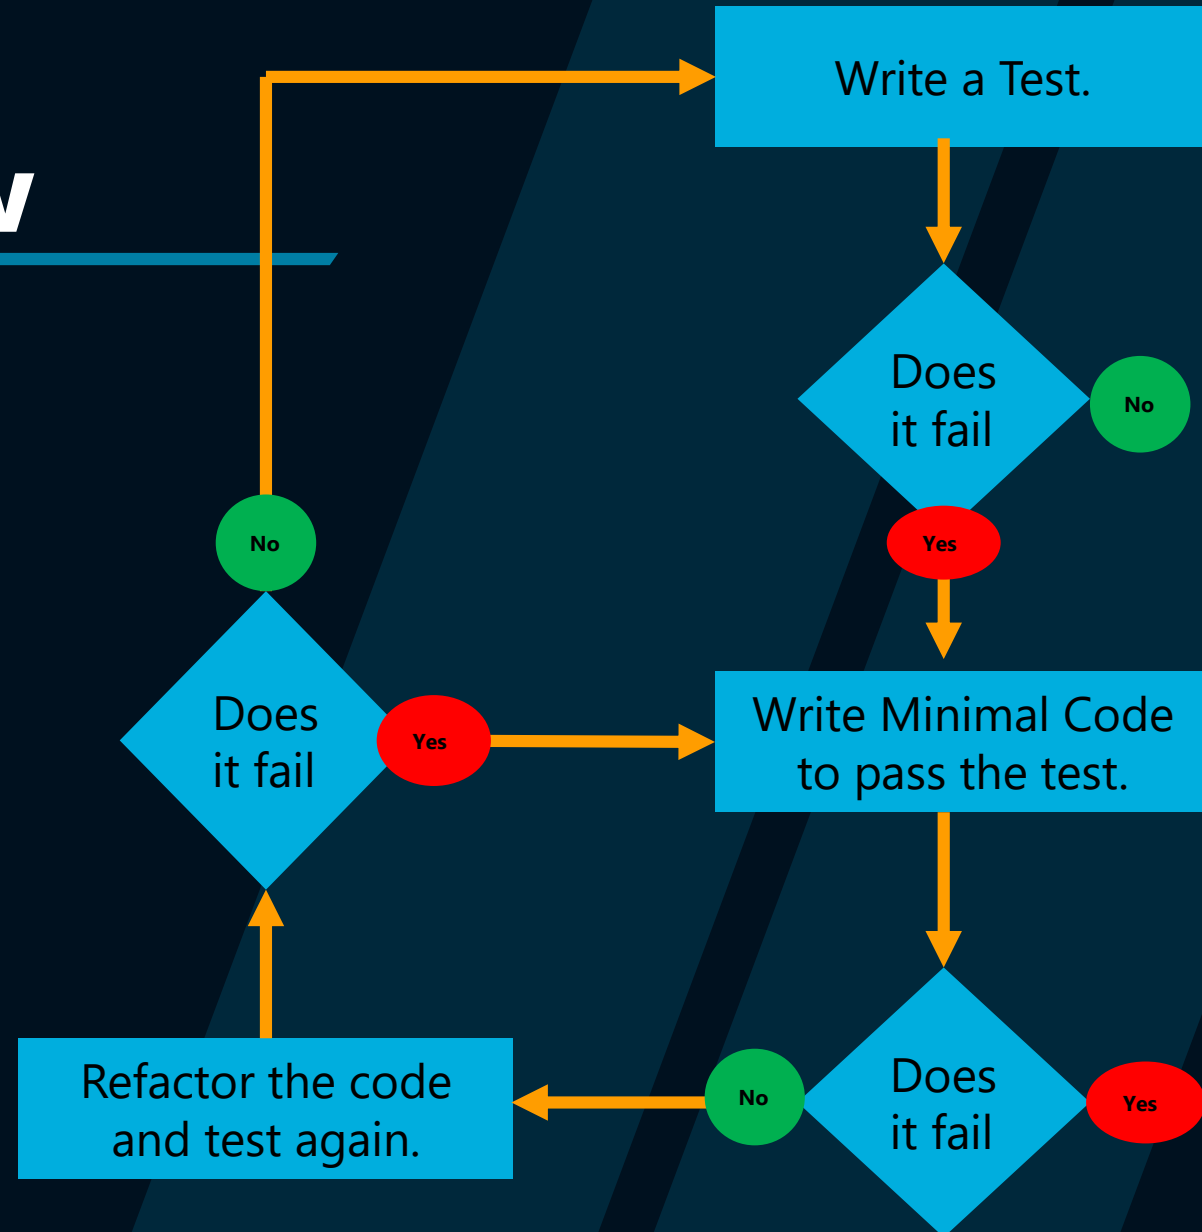 Write a Test.
w
Does
it fail
No
Yes
No
Does
it fail
Yes
Write Minimal Code
to pass the test.
Refactor the code
and test again.
No
Does
it fail
Yes